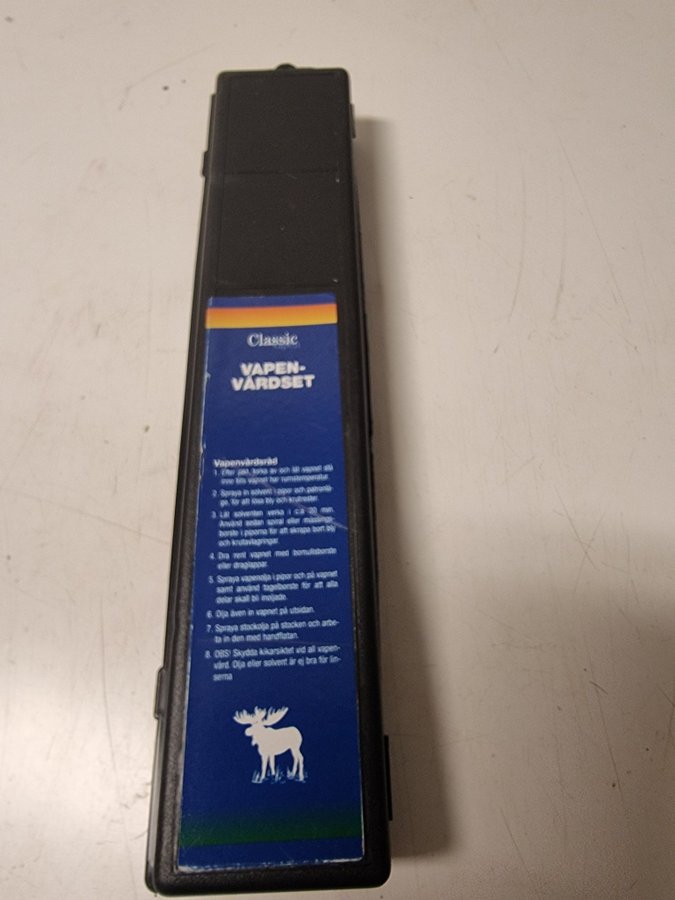 Classic
VAPEN-
VÅRDSET
Vapenvårdsråd
1. Efter jakt, torka av och låt vapnet stå
inne tills vapnet har rumstemperatur.
2. Spraya in solvent i pipor och patronlä-
ge, för att lösa bly och krutrester.
3. Låt solventen verka i c:a 20 min.
Använd sedan spiral eller mässings-
borste i piporna för att skrapa bort bly
och krutavlagringar.
4. Dra rent vapnet med bomullsborste
eller draglappar.
5. Spraya vapenolja i pipor och på vapnet
samt använd tagelborste för att alla
delar skall bli inoljade.
6. Olja även in vapnet på utsidan.
7. Spraya stockolja på stocken och arbe-
ta in den med handflatan.
8. OBS! Skydda kikarsiktet vid all vapen-
vård. Olja eller solvent är ej bra för lin-
serna